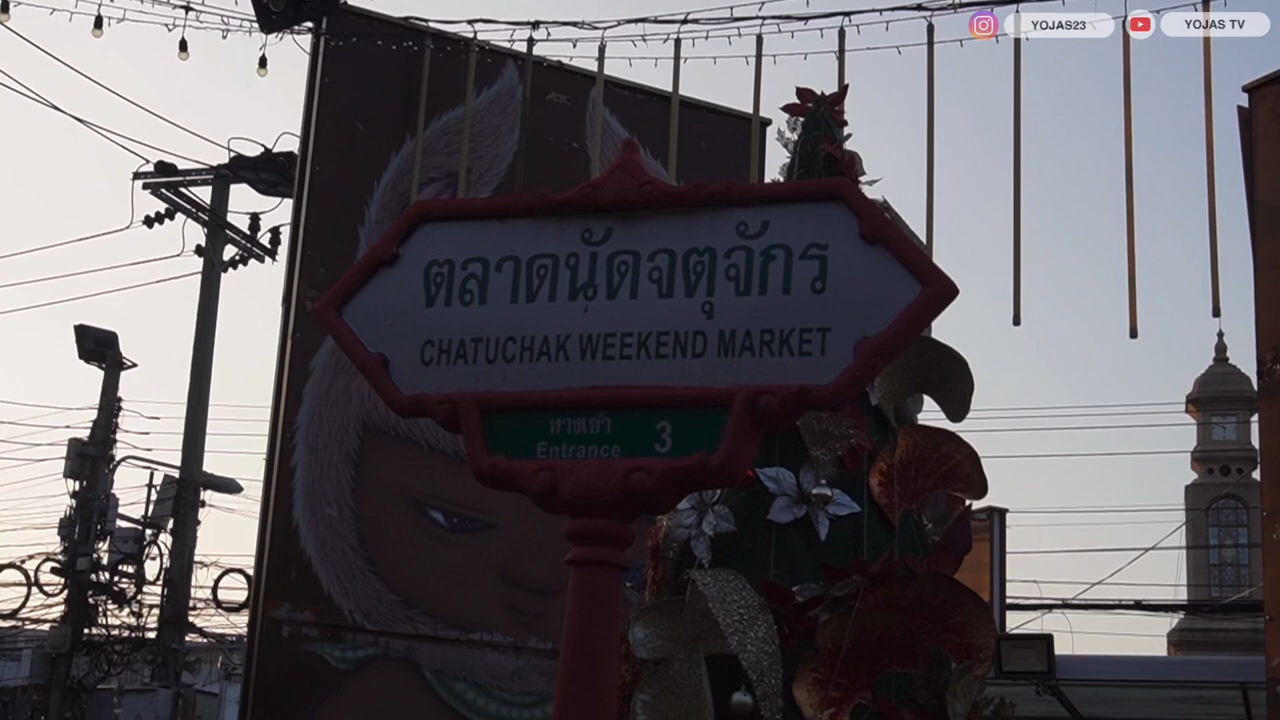 YOJAS23
YOJAS TV
ตลาดนัดจตุจักร
CHATUCHAK WEEKEND MARKET
ทางเข้า
Entrance 3